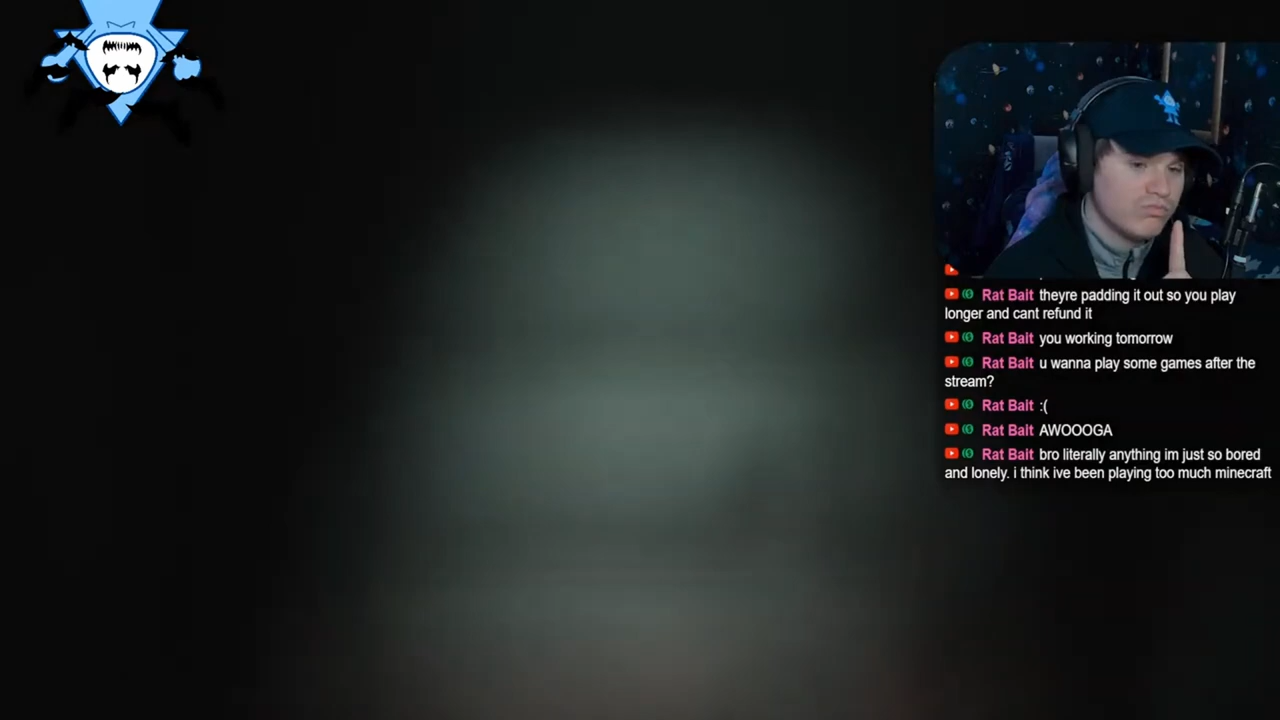 Rat Bait theyre padding it out so you play
longer and cant refund it
Rat Bait you working tomorrow
Rat Bait u wanna play some games after the
stream?
Rat Bait :(
Rat Bait AWOOOGA
Rat Bait bro literally anything im just so bored
and lonely. i think ive been playing too much minecraft